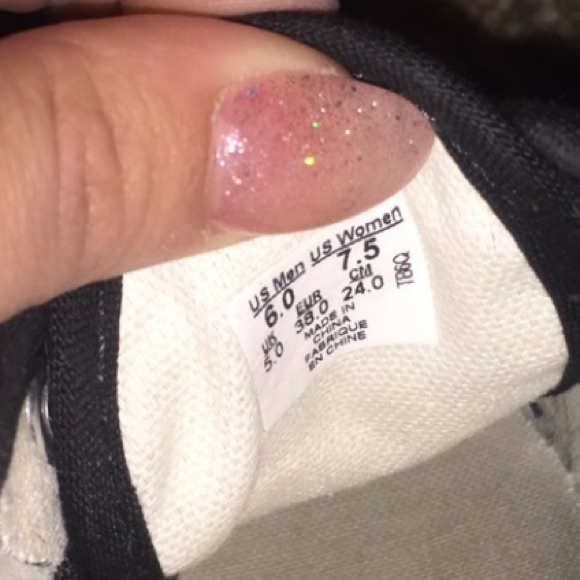 US Men US Women
6.0 7.5
UK EUR CM
5.0 38.0 24.0
MADE IN
CHINA
FABRIQUE
EN CHINE